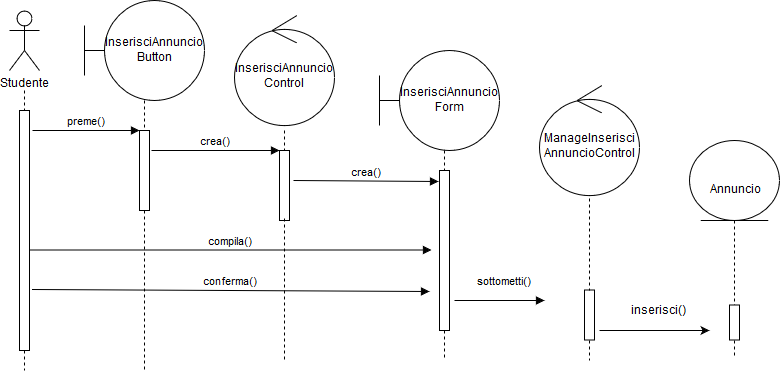 InserisciAnnuncio
Button
InserisciAnnuncio
Control
InserisciAnnuncio
Form
ManageInserisci
AnnuncioControl
Annuncio
Studente
preme()
crea()
crea()
compila()
conferma()
sottometti()
inserisci()